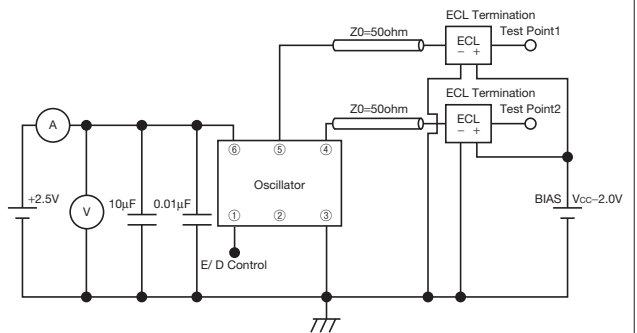 ECL Termination
Z0=50ohm
Test Point1
ECL
− +
ECL Termination
Z0=50ohm
Test Point2
ECL
− +
A
⑥ ⑤ ④
Oscillator
+2.5V
V
10µF
0.01µF
① ② ③
BIAS Vcc−2.0V
E/ D Control